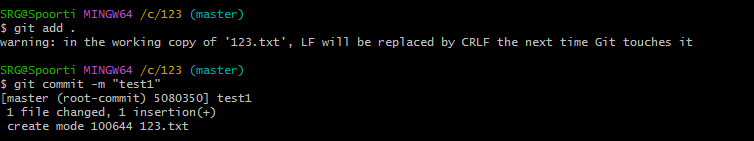 SRG@Spoorti MINGW64 /c/123 (master)
$ git add .
warning: in the working copy of '123.txt', LF will be replaced by CRLF the next time Git touches it
SRG@Spoorti MINGW64 /c/123 (master)
$ git commit -m "test1"
[master (root-commit) 5080350] test1
 1 file changed, 1 insertion(+)
 create mode 100644 123.txt